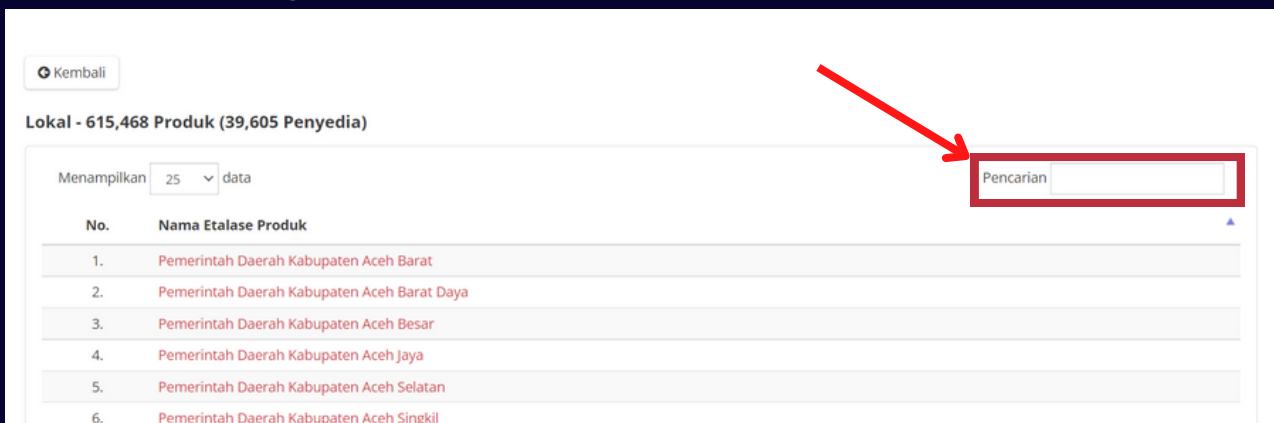 Kembali
Lokal - 615,468 Produk (39,605 Penyedia)
Menampilkan 25 data Pencarian
No. Nama Etalase Produk
1. Pemerintah Daerah Kabupaten Aceh Barat
2. Pemerintah Daerah Kabupaten Aceh Barat Daya
3. Pemerintah Daerah Kabupaten Aceh Besar
4. Pemerintah Daerah Kabupaten Aceh Jaya
5. Pemerintah Daerah Kabupaten Aceh Selatan
6. Pemerintah Daerah Kabupaten Aceh Singkil